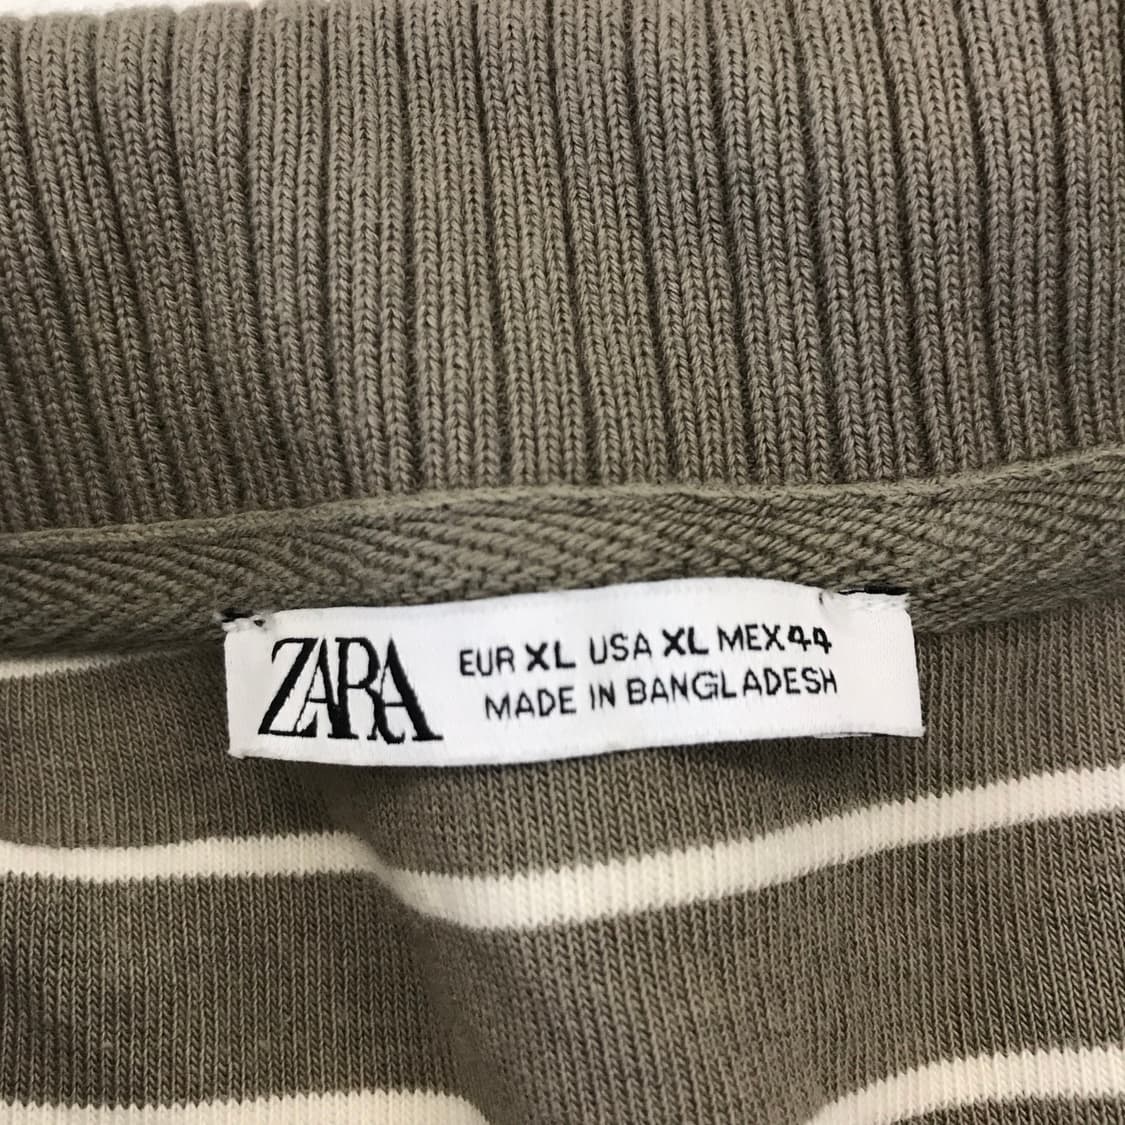 ZARA
EUR XL USA XL MEX 44
MADE IN BANGLADESH